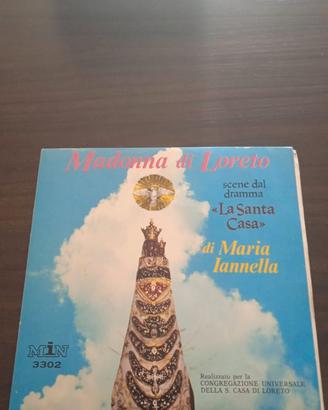 Madonna di Loreto
scene dal
dramma
«La Santa
Casa»
di Maria
Iannella
MiN
3302
Realizzato per la
CONGREGAZIONE UNIVERSALE
DELLA S. CASA DI LORETO